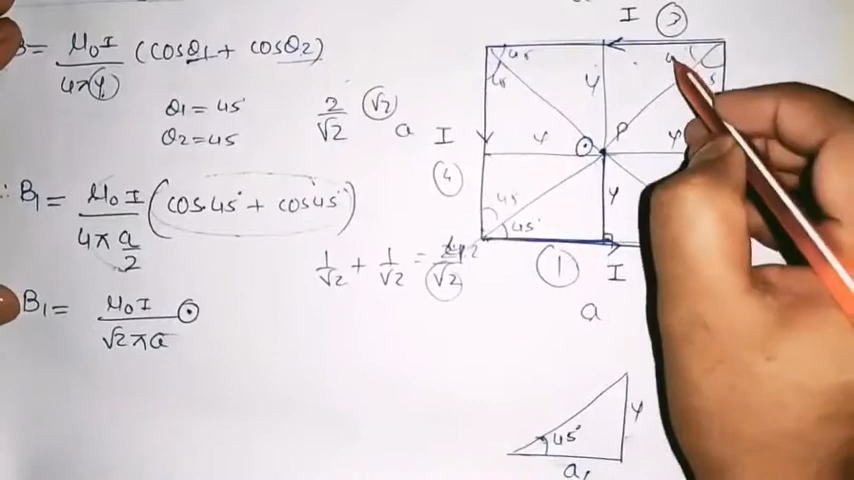 B= μ₀I/4πy (cosθ1 + cosθ2)
θ1 = 45°
θ2 = 45
2/√2 √2
∴ B₁ = μ₀I/4π a/2 (cos45° + cos45°)
1/√2 + 1/√2 = 2/√2
B₁ = μ₀I/√2πa ⊙
I 3
45
45
y
a I
y
P
y
4
45
45°
y
1 I
a
45°
y
a